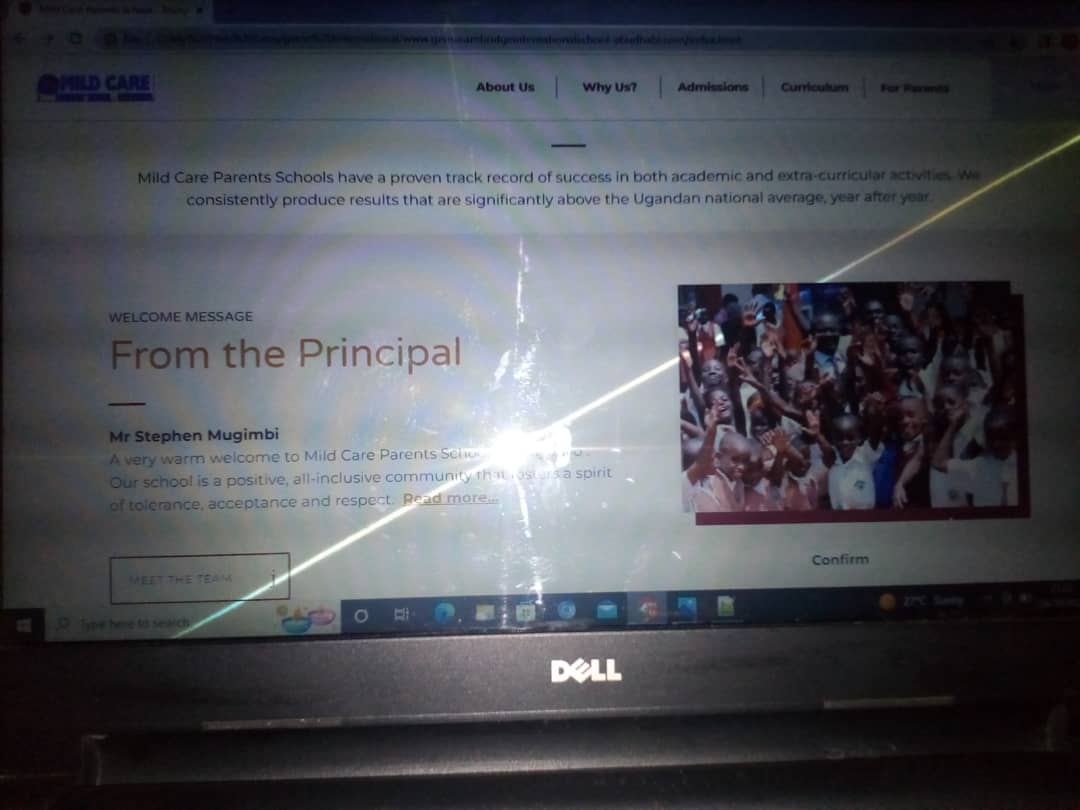 MILD CARE
About Us
Why Us?
Admissions
Curriculum
For Parents
Mild Care Parents Schools have a proven track record of success in both academic and extra-curricular activities. We
consistently produce results that are significantly above the Ugandan national average, year after year.
WELCOME MESSAGE
From the Principal
Mr Stephen Mugimbi
A very warm welcome to Mild Care Parents
Our school is a positive, all-inclusive community that fosters a spirit
of tolerance, acceptance and respect. Read more...
MEET THE TEAM
Confirm
Type here to search
27°C Sunny
DELL